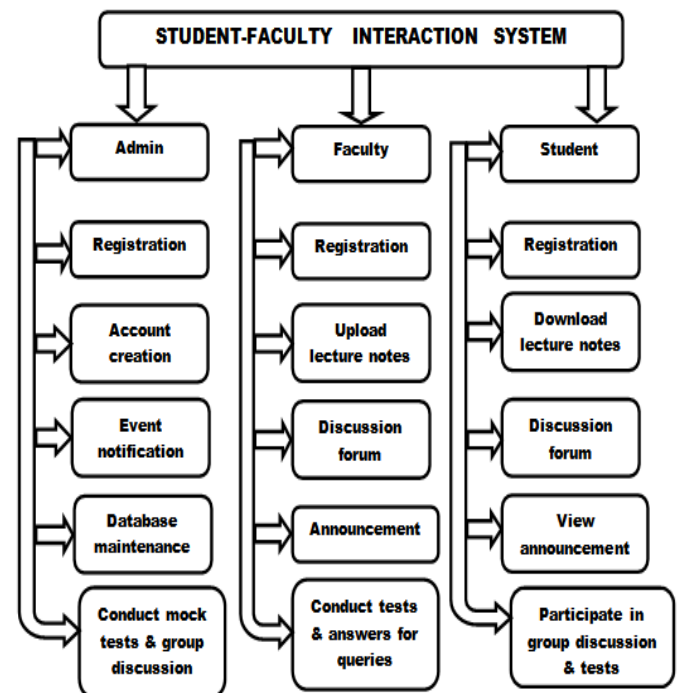 STUDENT-FACULTY INTERACTION SYSTEM
Admin
Registration
Account
creation
Event
notification
Database
maintenance
Conduct mock
tests & group
discussion
Faculty
Registration
Upload
lecture notes
Discussion
forum
Announcement
Conduct tests
& answers for
queries
Student
Registration
Download
lecture notes
Discussion
forum
View
announcement
Participate in
group discussion
& tests